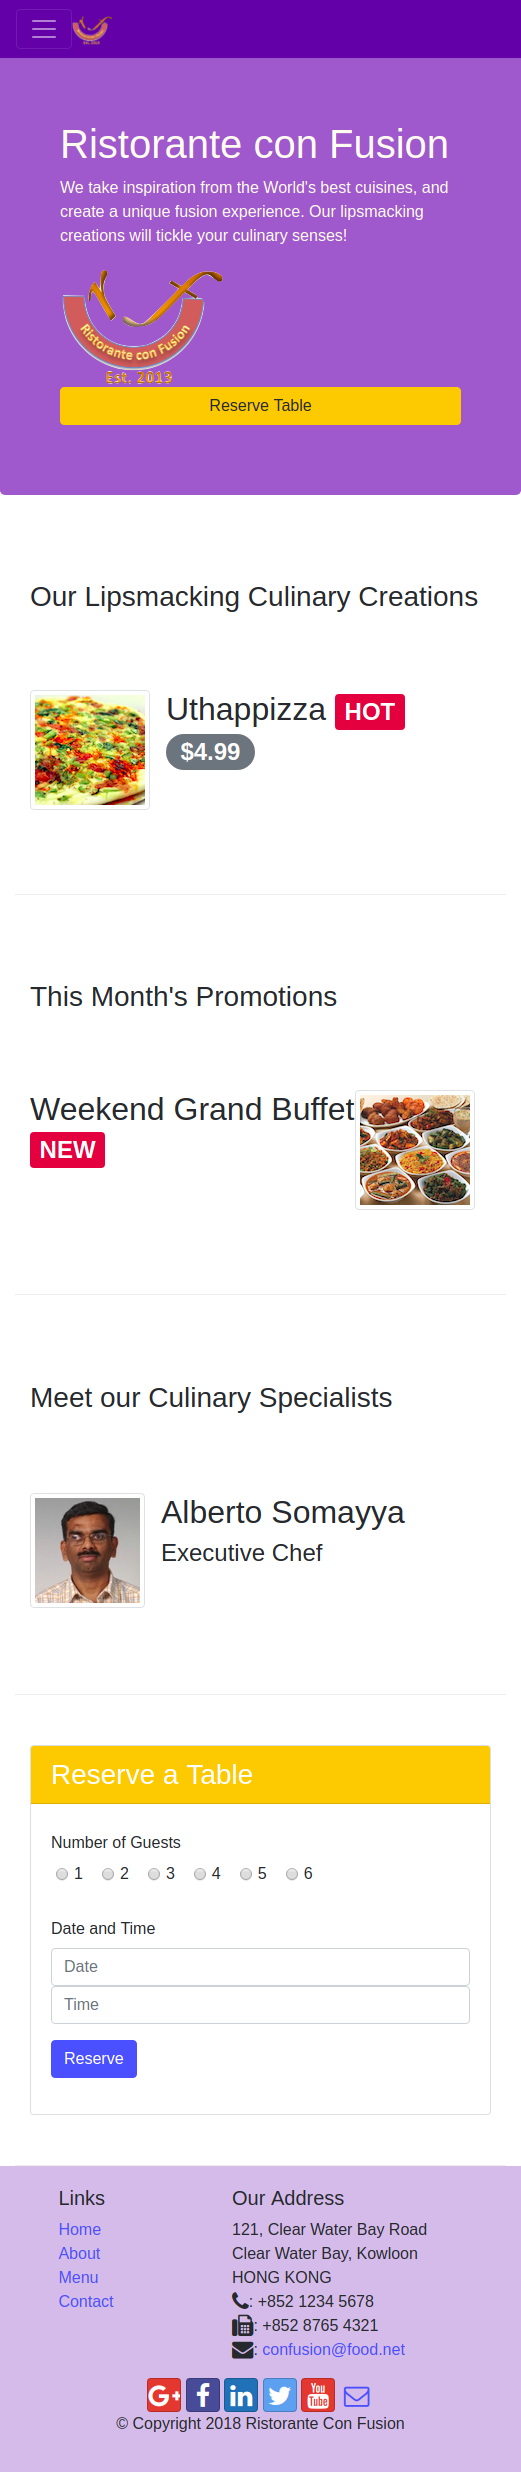 Ristorante con Fusion
We take inspiration from the World's best cuisines, and
create a unique fusion experience. Our lipsmacking
creations will tickle your culinary senses!
Ristorante con Fusion
Est. 2013
Reserve Table
Our Lipsmacking Culinary Creations
Uthappizza HOT
$4.99
This Month's Promotions
Weekend Grand Buffet
NEW
Meet our Culinary Specialists
Alberto Somayya
Executive Chef
Reserve a Table
Number of Guests
1 2 3 4 5 6
Date and Time
Date
Time
Reserve
Links
Home
About
Menu
Contact
Our Address
121, Clear Water Bay Road
Clear Water Bay, Kowloon
HONG KONG
: +852 1234 5678
: +852 8765 4321
: confusion@food.net
G+ f in You Tube
© Copyright 2018 Ristorante Con Fusion